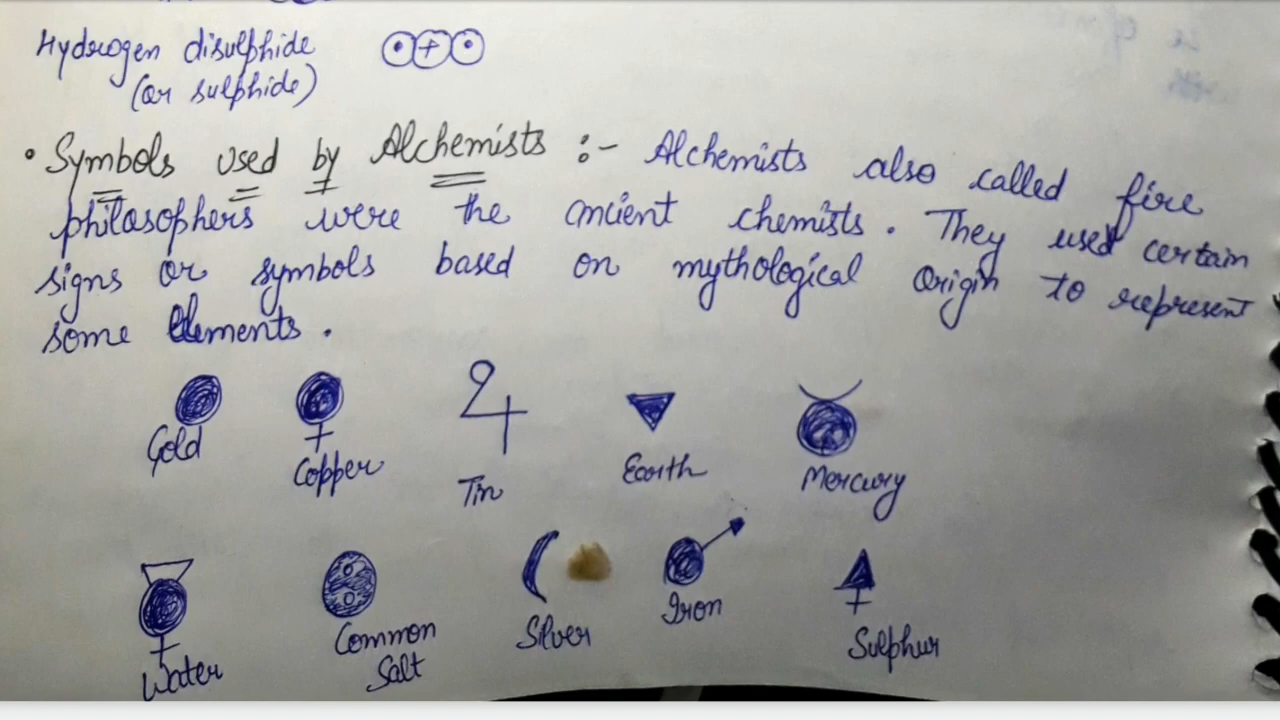 Hydrogen disulphide
(or sulphide)
• Symbols used by Alchemists :- Alchemists also called fire
philosophers were the ancient chemists. They used certain
signs or symbols based on mythological origin to represent
some elements.
Gold Copper Tin Earth Mercury
Water Common Salt Silver Iron Sulphur